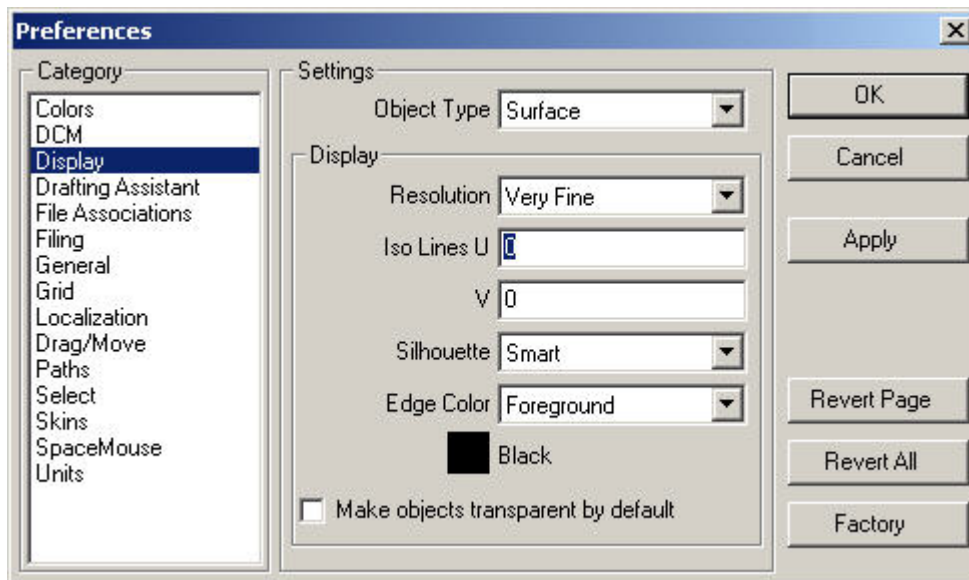 Preferences
Category
Colors
DCM
Display
Drafting Assistant
File Associations
Filing
General
Grid
Localization
Drag/Move
Paths
Select
Skins
SpaceMouse
Units
Settings
Object Type Surface
Display
Resolution Very Fine
Iso Lines U 0
V 0
Silhouette Smart
Edge Color Foreground
Black
Make objects transparent by default
OK
Cancel
Apply
Revert Page
Revert All
Factory